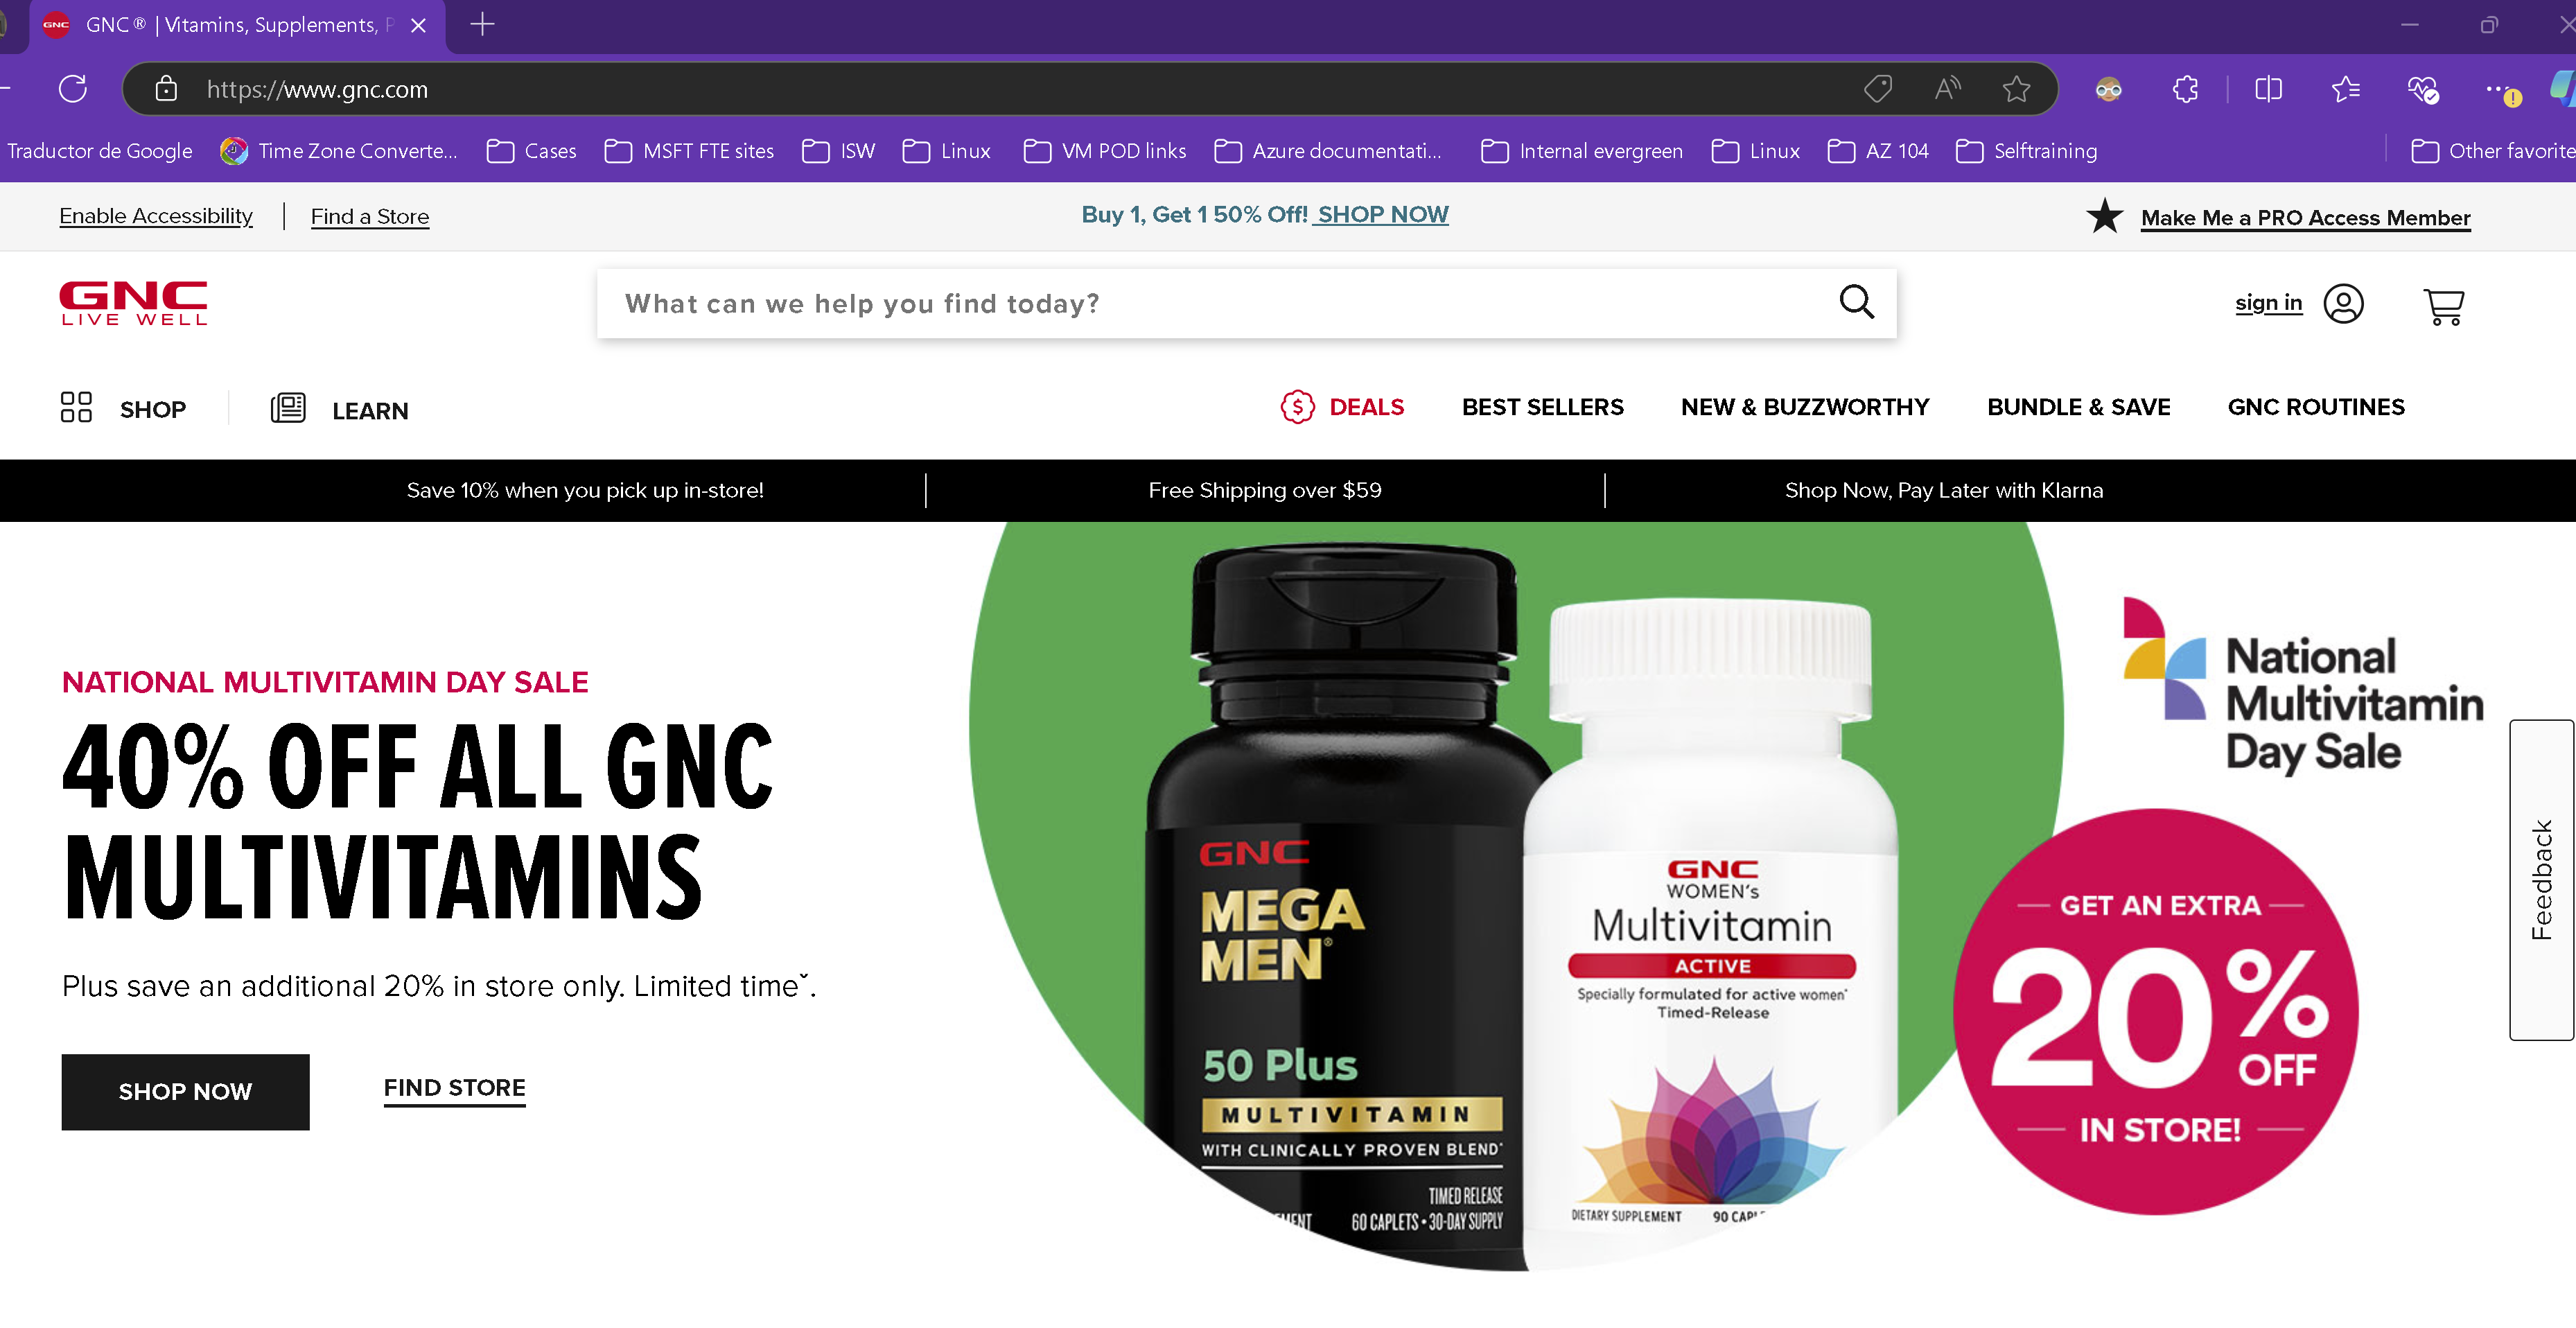 GNC
GNC® | Vitamins, Supplements,
https://www.gnc.com
Traductor de Google
Time Zone Converte...
Cases
MSFT FTE sites
ISW
Linux
VM POD links
Azure documentati...
Internal evergreen
Linux
AZ 104
Selftraining
Other favorite
Enable Accessibility
Find a Store
Buy 1, Get 1 50% Off! SHOP NOW
Make Me a PRO Access Member
GNC
LIVE WELL
What can we help you find today?
sign in
SHOP
LEARN
DEALS
BEST SELLERS
NEW & BUZZWORTHY
BUNDLE & SAVE
GNC ROUTINES
Save 10% when you pick up in-store!
Free Shipping over $59
Shop Now, Pay Later with Klarna
NATIONAL MULTIVITAMIN DAY SALE
40% OFF ALL GNC
MULTIVITAMINS
Plus save an additional 20% in store only. Limited timeˇ.
SHOP NOW
FIND STORE
GNC
MEGA
MEN®
50 Plus
MULTIVITAMIN
WITH CLINICALLY PROVEN BLEND*
TIMED RELEASE
60 CAPLETS • 30-DAY SUPPLY
GNC
WOMEN's
Multivitamin
ACTIVE
Specially formulated for active women*
Timed-Release
DIETARY SUPPLEMENT
90
National
Multivitamin
Day Sale
GET AN EXTRA
20%
OFF
IN STORE!
Feedback